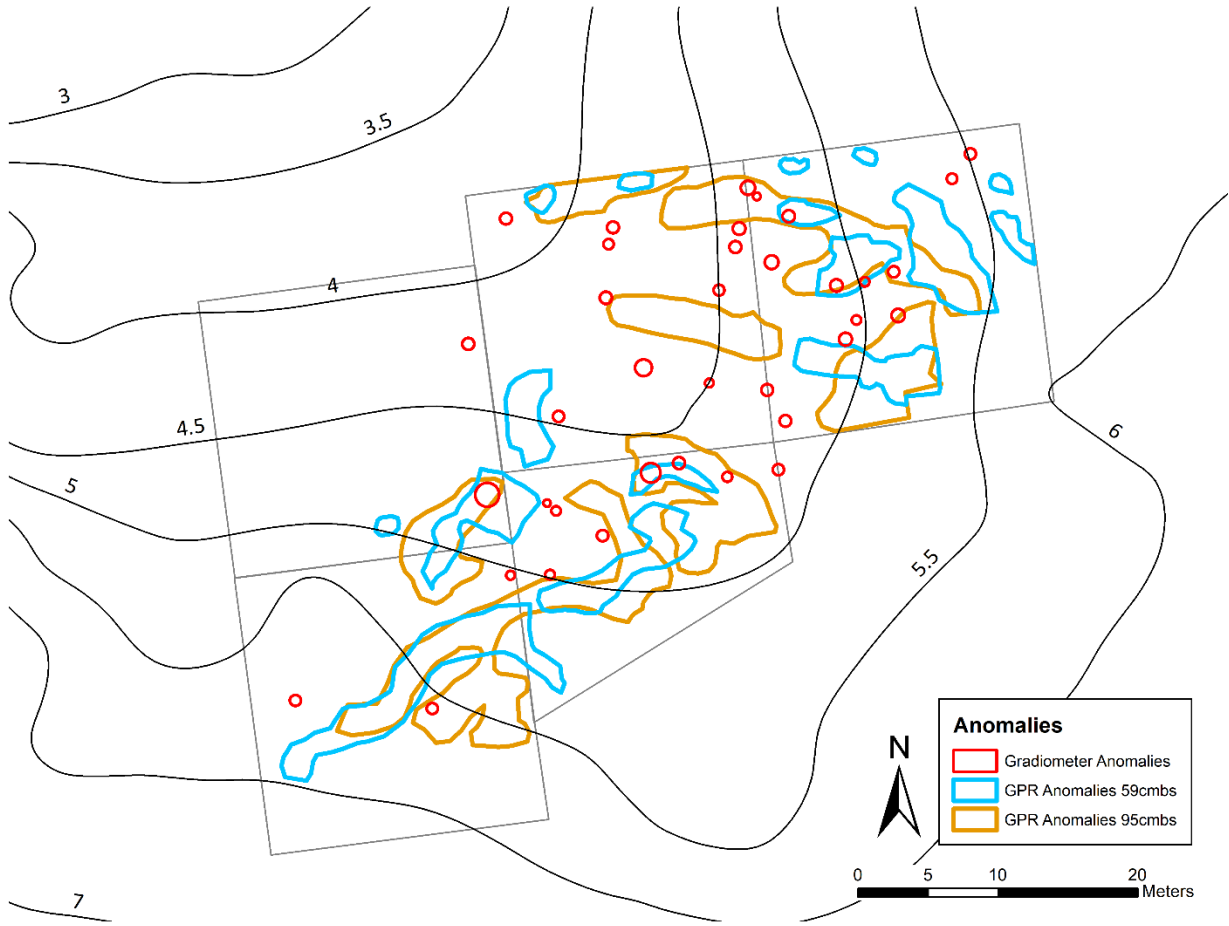 3
3.5
4
4.5
5
6
5.5
7
Anomalies
Gradiometer Anomalies
GPR Anomalies 59cmbs
GPR Anomalies 95cmbs
N
0 5 10 20
Meters